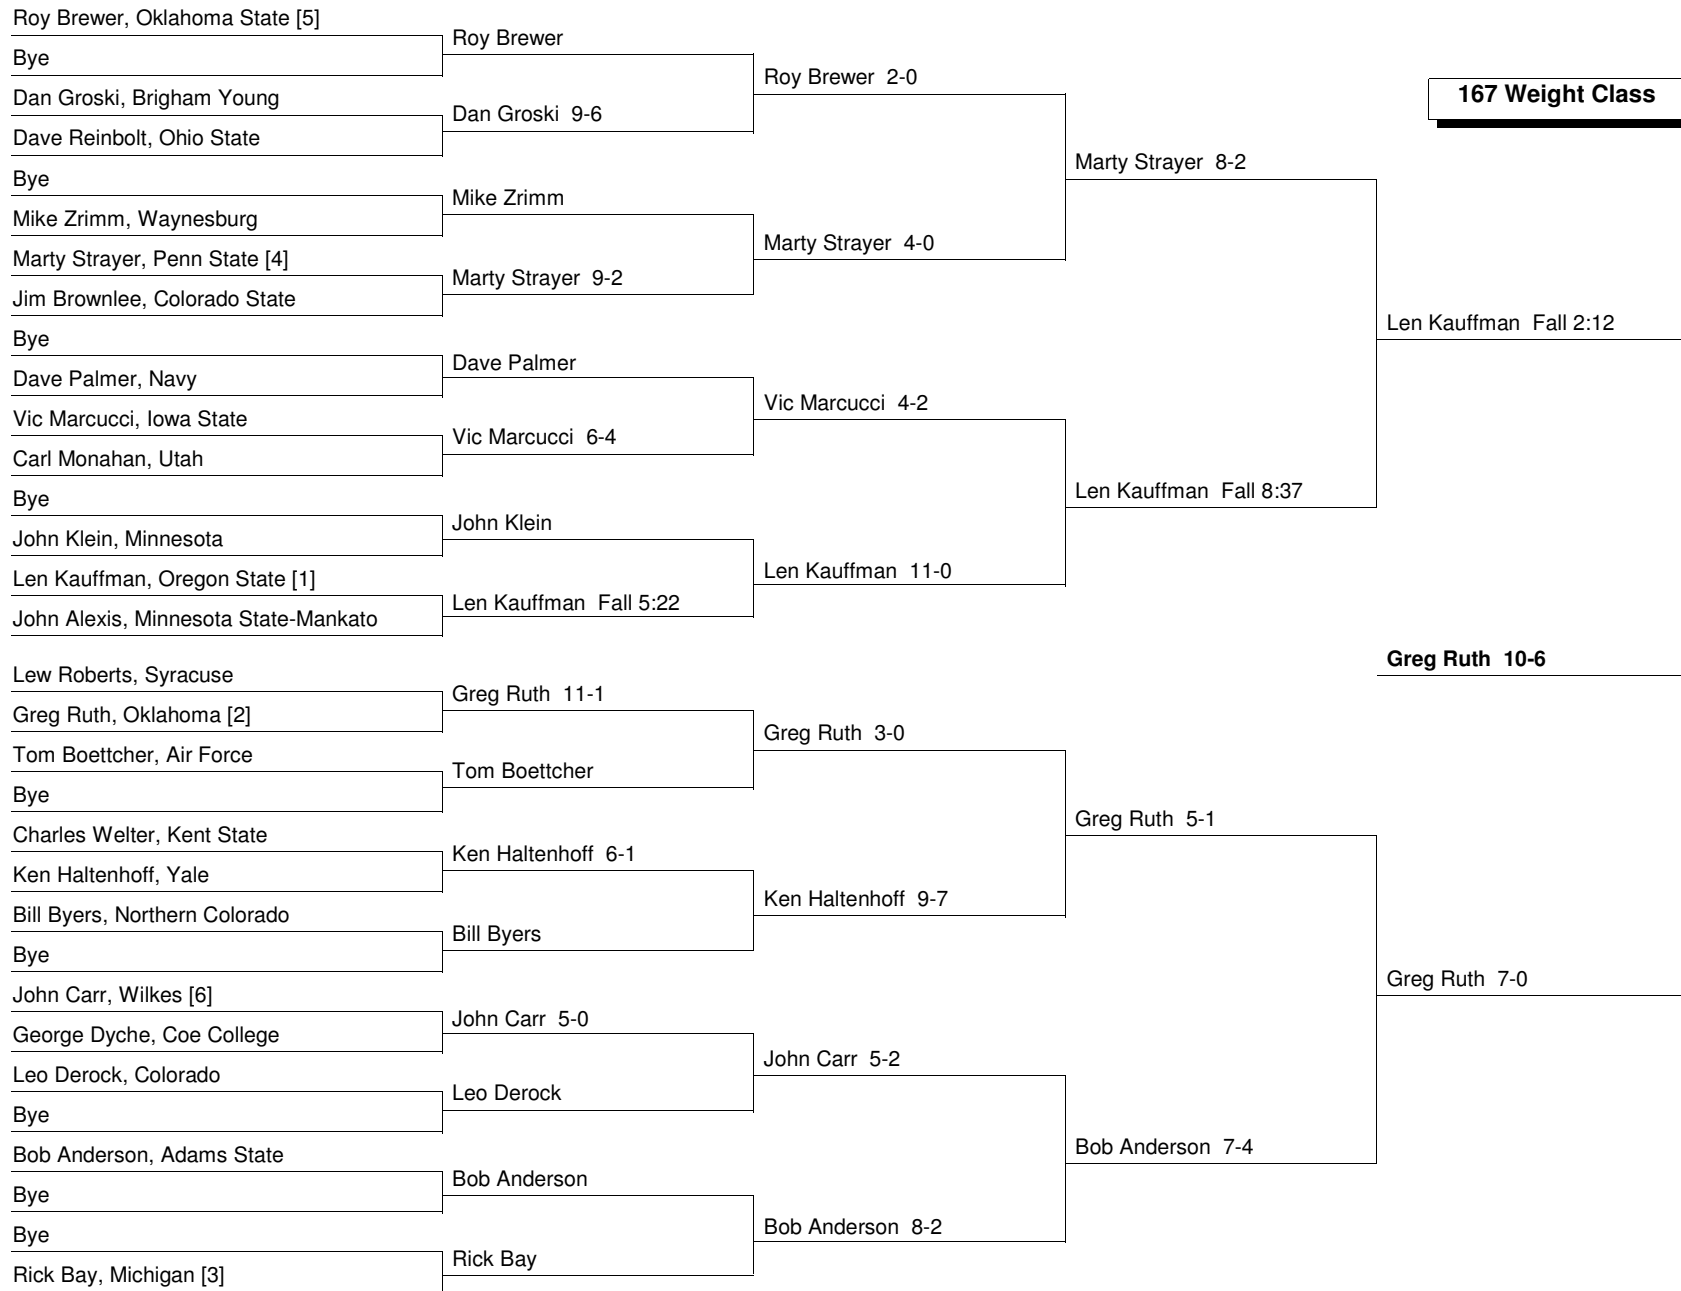 Roy Brewer, Oklahoma State [5]
Bye
Dan Groski, Brigham Young
Dave Reinbolt, Ohio State
Bye
Mike Zrimm, Waynesburg
Marty Strayer, Penn State [4]
Jim Brownlee, Colorado State
Bye
Dave Palmer, Navy
Vic Marcucci, Iowa State
Carl Monahan, Utah
Bye
John Klein, Minnesota
Len Kauffman, Oregon State [1]
John Alexis, Minnesota State-Mankato
Lew Roberts, Syracuse
Greg Ruth, Oklahoma [2]
Tom Boettcher, Air Force
Bye
Charles Welter, Kent State
Ken Haltenhoff, Yale
Bill Byers, Northern Colorado
Bye
John Carr, Wilkes [6]
George Dyche, Coe College
Leo Derock, Colorado
Bye
Bob Anderson, Adams State
Bye
Bye
Rick Bay, Michigan [3]
Roy Brewer
Dan Groski 9-6
Mike Zrimm
Marty Strayer 9-2
Dave Palmer
Vic Marcucci 6-4
John Klein
Len Kauffman Fall 5:22
Greg Ruth 11-1
Tom Boettcher
Ken Haltenhoff 6-1
Bill Byers
John Carr 5-0
Leo Derock
Bob Anderson
Rick Bay
Roy Brewer 2-0
Marty Strayer 4-0
Vic Marcucci 4-2
Len Kauffman 11-0
Greg Ruth 3-0
Ken Haltenhoff 9-7
John Carr 5-2
Bob Anderson 8-2
Marty Strayer 8-2
Len Kauffman Fall 8:37
Greg Ruth 5-1
Bob Anderson 7-4
167 Weight Class
Len Kauffman Fall 2:12
Greg Ruth 10-6
Greg Ruth 7-0